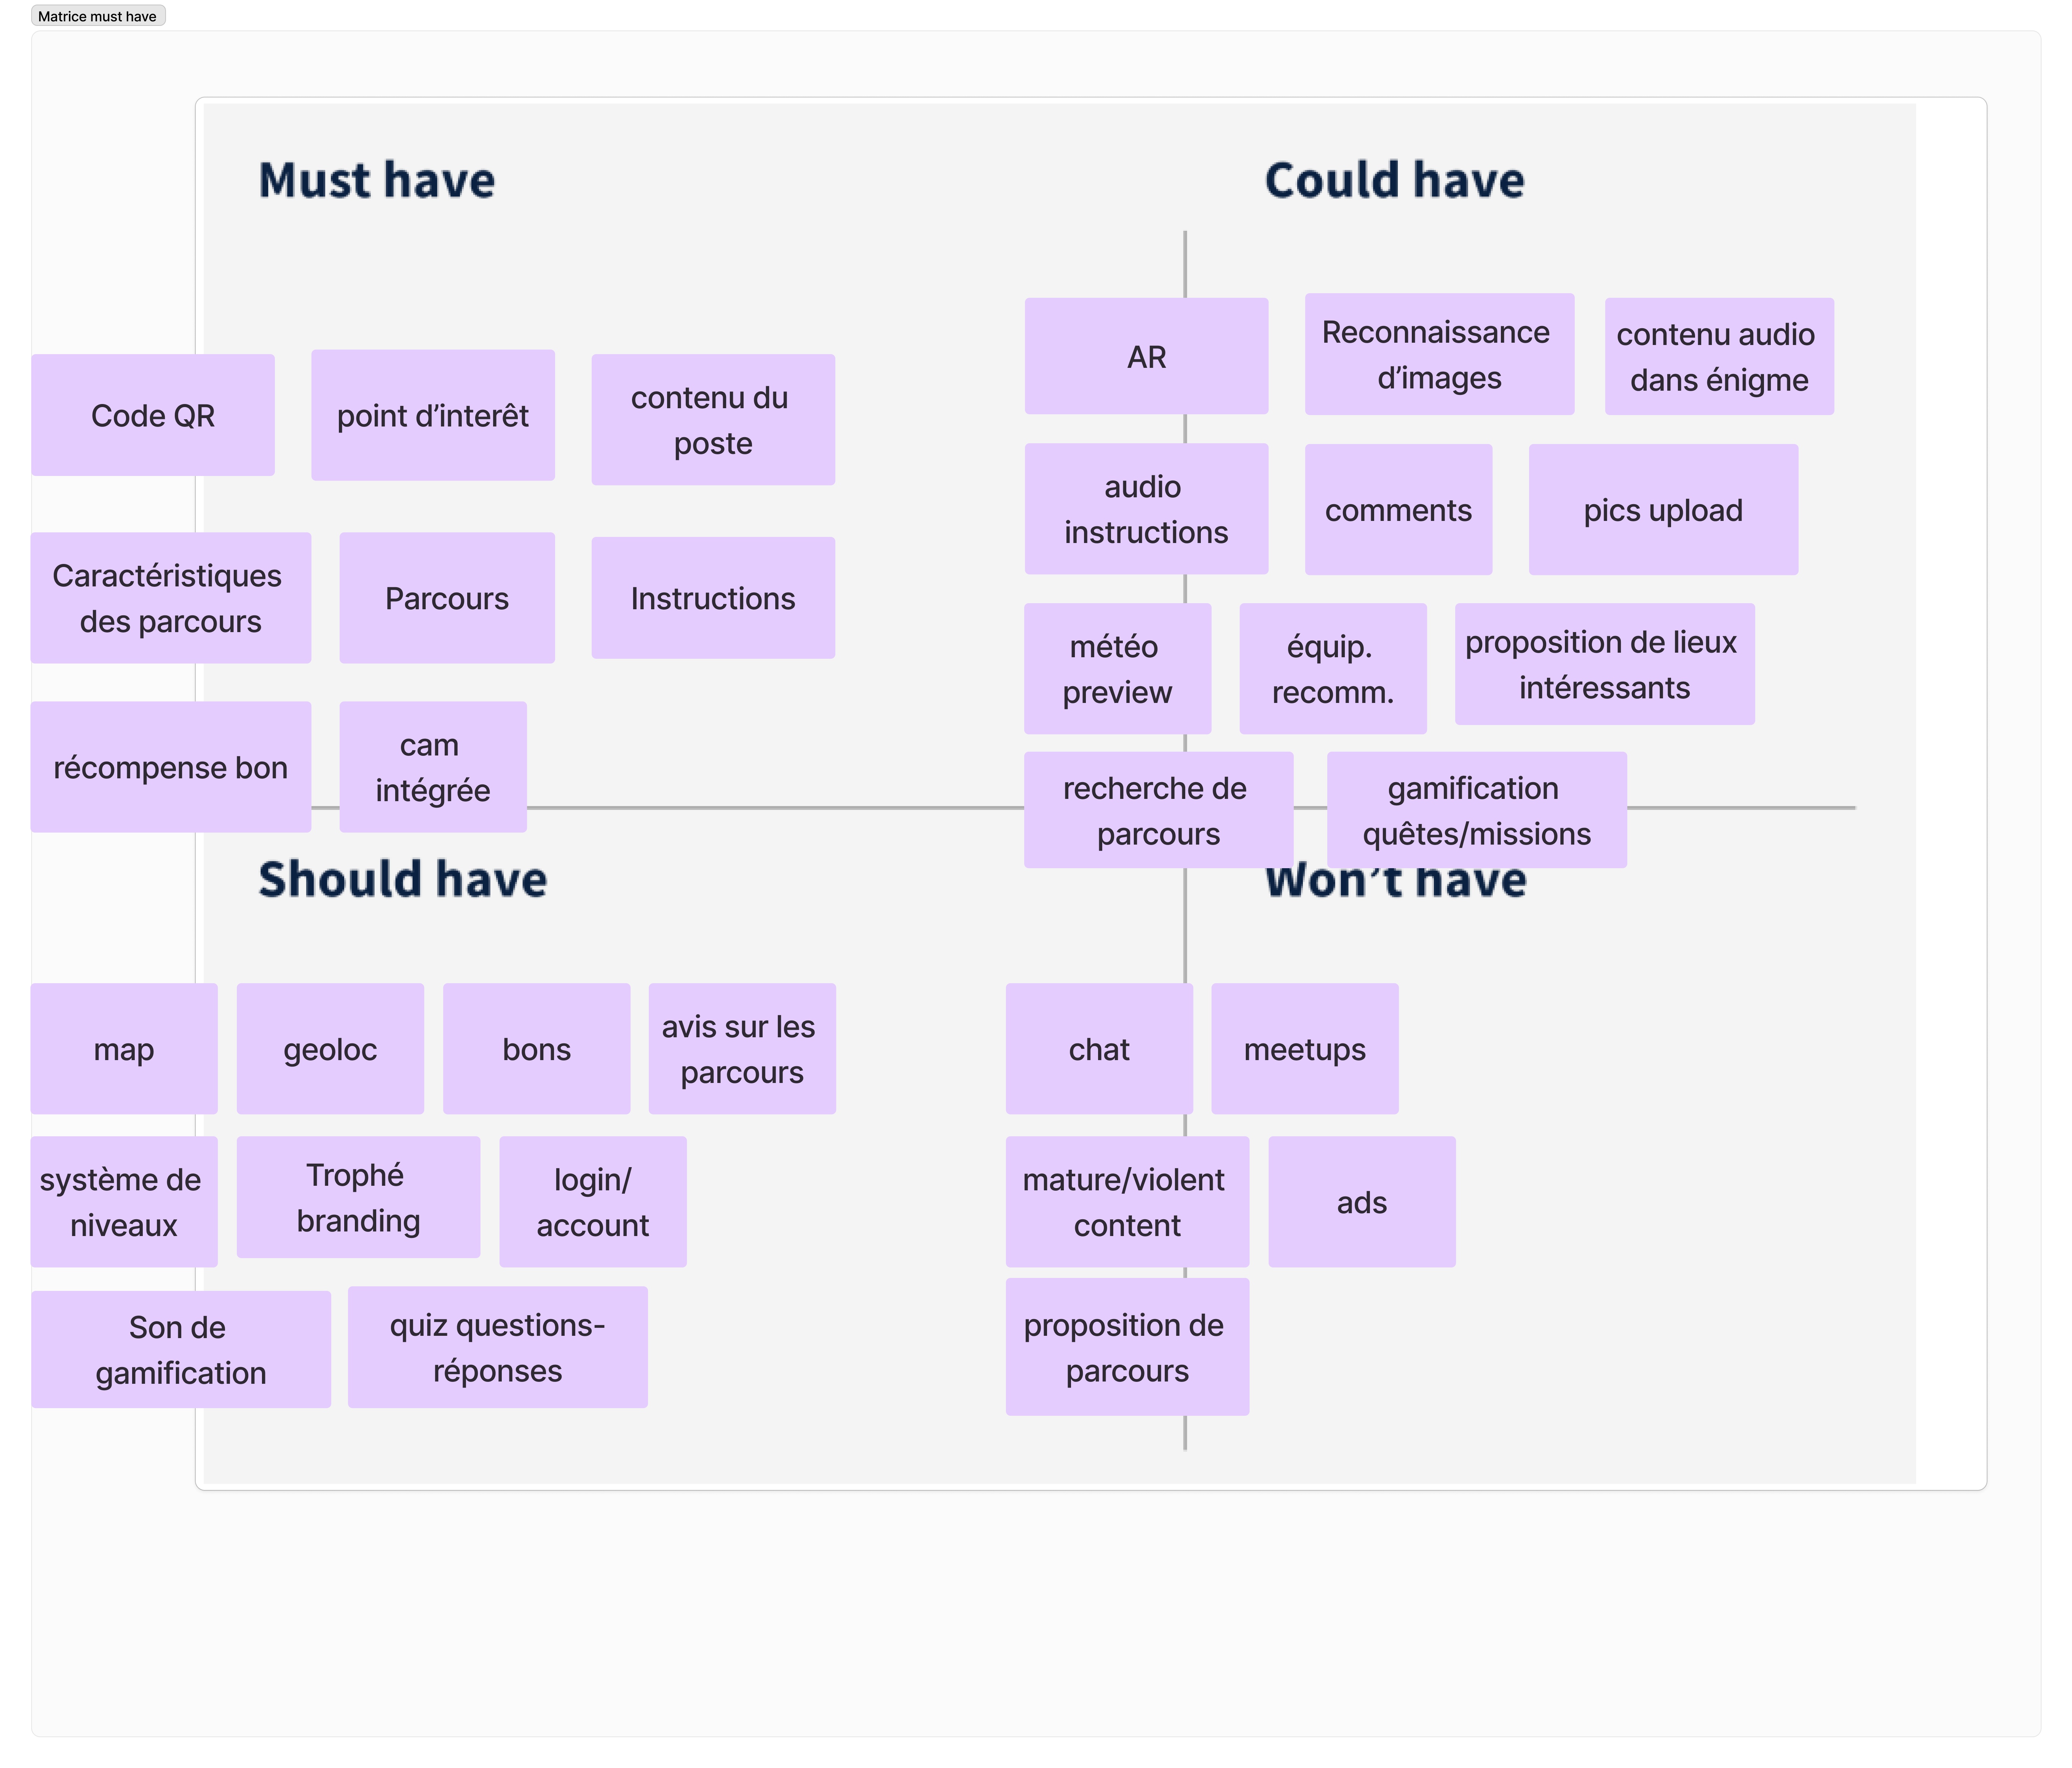 Matrice must have
Must have
Code QR
point d’interêt
contenu du
poste
Caractéristiques
des parcours
Parcours
Instructions
récompense bon
cam
intégrée
Could have
AR
Reconnaissance
d’images
contenu audio
dans énigme
audio
instructions
comments
pics upload
météo
preview
équip.
recomm.
proposition de lieux
intéressants
recherche de
parcours
gamification
quêtes/missions
Should have
map
geoloc
bons
avis sur les
parcours
système de
niveaux
Trophé
branding
login/
account
Son de
gamification
quiz questions-
réponses
Won’t have
chat
meetups
mature/violent
content
ads
proposition de
parcours